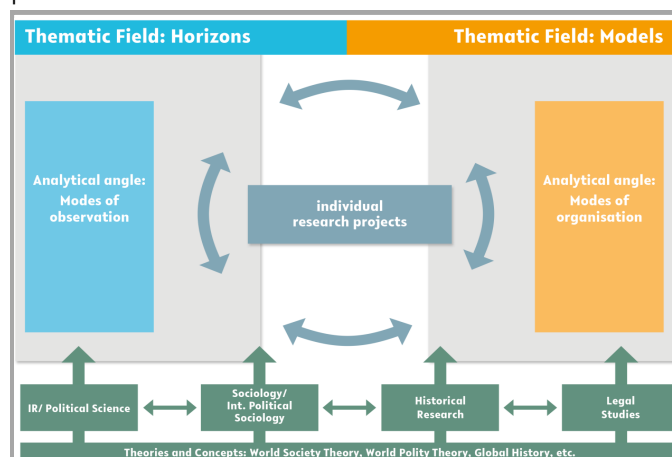 Thematic Field: Horizons
Thematic Field: Models
Analytical angle:
Modes of
observation
individual
research projects
Analytical angle:
Modes of
organisation
IR/ Political Science
Sociology/
Int. Political
Sociology
Historical
Research
Legal
Studies
Theories and Concepts: World Society Theory, World Polity Theory, Global History, etc.